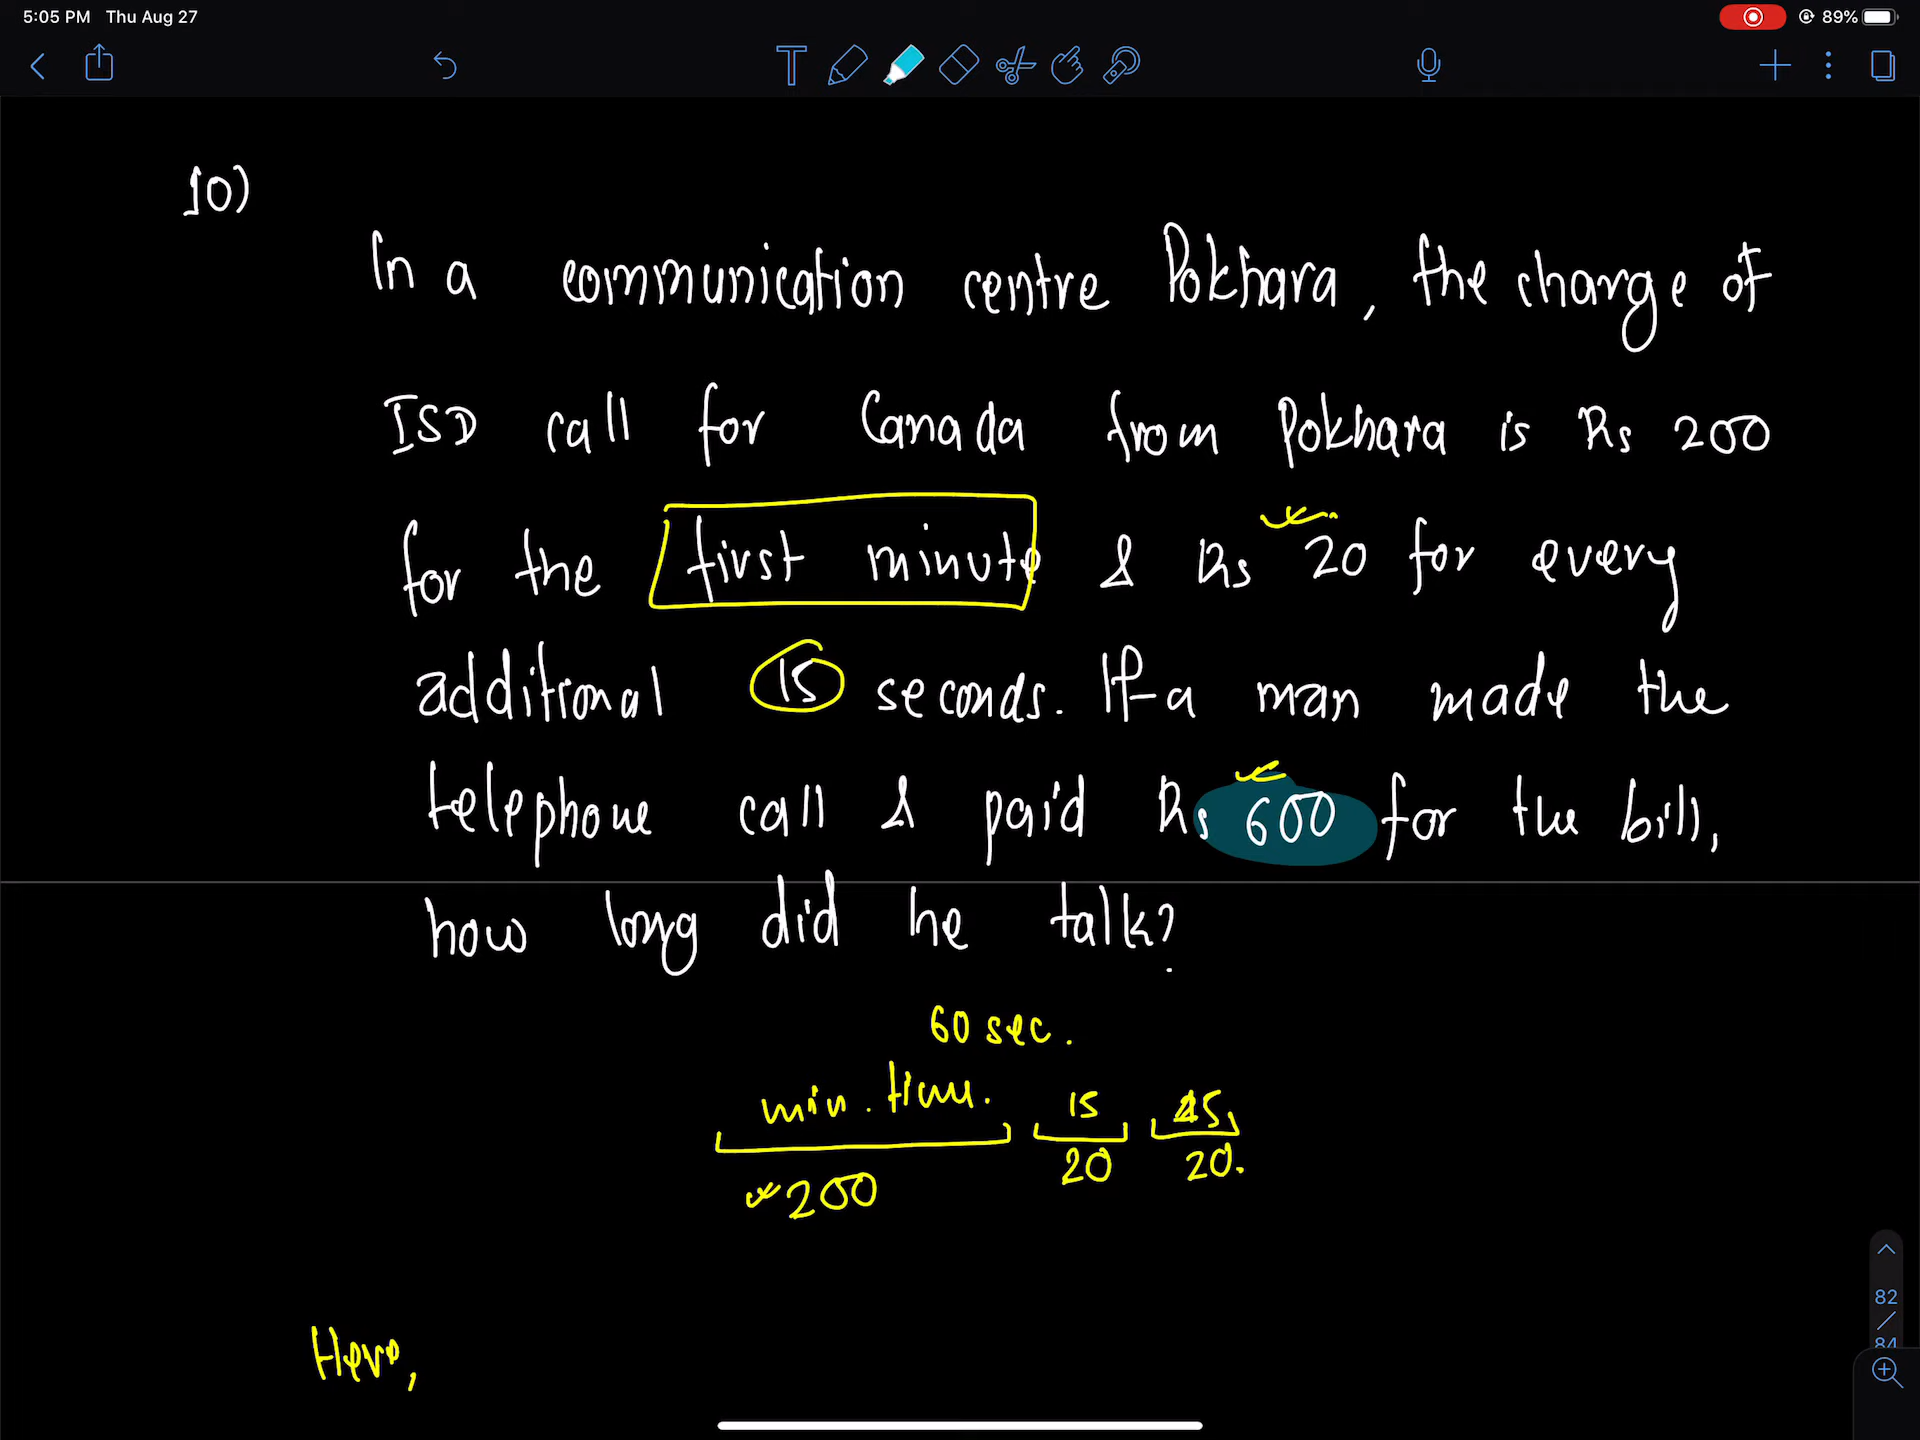 5:05 PM Thu Aug 27
89%
10)
In a communication centre Pokhara, the charge of
ISD call for Canada from Pokhara is Rs 200
for the first minute & Rs 20 for every
additional 15 seconds. If a man made the
telephone call & paid Rs 600 for the bill,
how long did he talk?
60 sec.
min. time. 15 15
200 20 20.
82
/
84
Here,